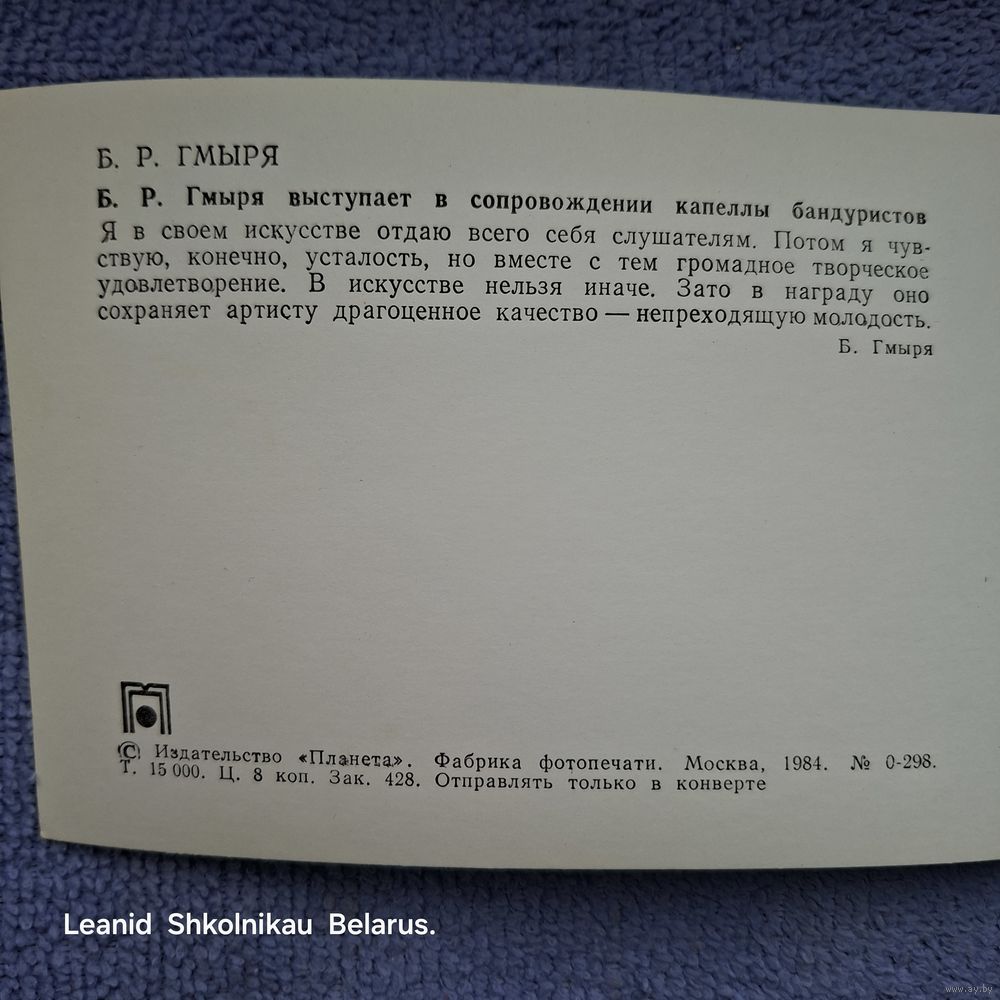 Б. Р. ГМЫРЯ
Б. Р. Гмыря выступает в сопровождении капеллы бандуристов
Я в своем искусстве отдаю всего себя слушателям. Потом я чув-
ствую, конечно, усталость, но вместе с тем громадное творческое
удовлетворение. В искусстве нельзя иначе. Зато в награду оно
сохраняет артисту драгоценное качество — непреходящую молодость.
Б. Гмыря
© Издательство «Планета». Фабрика фотопечати. Москва, 1984. № 0-298.
Т. 15 000. Ц. 8 коп. Зак. 428. Отправлять только в конверте
Leanid Shkolnikau Belarus.
www.ay.by